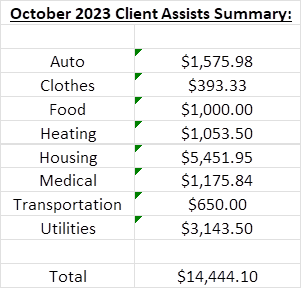 October 2023 Client Assists Summary:
Auto $1,575.98
Clothes $393.33
Food $1,000.00
Heating $1,053.50
Housing $5,451.95
Medical $1,175.84
Transportation $650.00
Utilities $3,143.50
Total $14,444.10